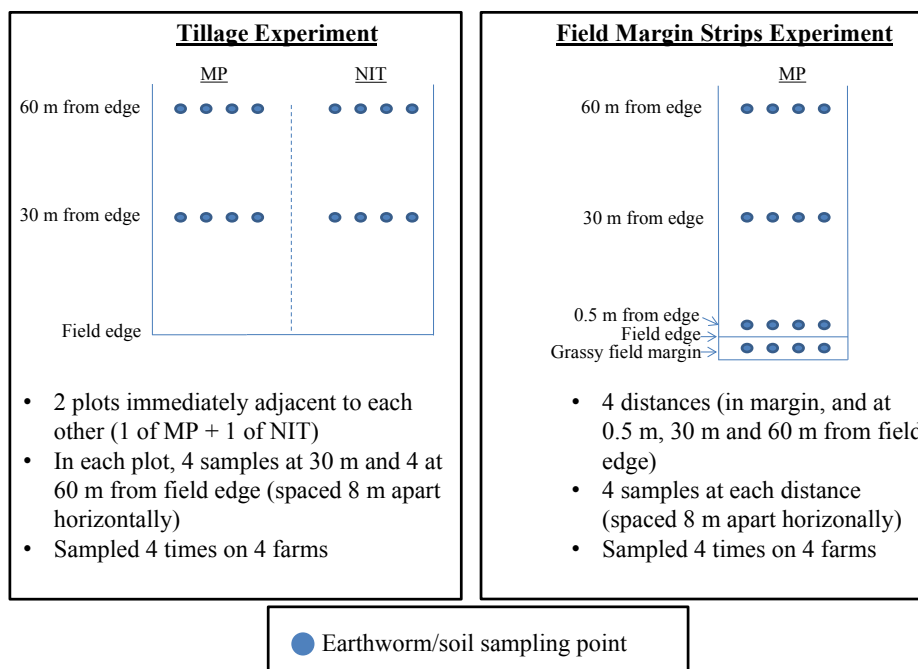 Tillage Experiment
MP NIT
60 m from edge
30 m from edge
Field edge
• 2 plots immediately adjacent to each
other (1 of MP + 1 of NIT)
• In each plot, 4 samples at 30 m and 4 at
60 m from field edge (spaced 8 m apart
horizontally)
• Sampled 4 times on 4 farms
Field Margin Strips Experiment
MP
60 m from edge
30 m from edge
0.5 m from edge
Field edge
Grassy field margin
• 4 distances (in margin, and at
0.5 m, 30 m and 60 m from field
edge)
• 4 samples at each distance
(spaced 8 m apart horizonally)
• Sampled 4 times on 4 farms
Earthworm/soil sampling point